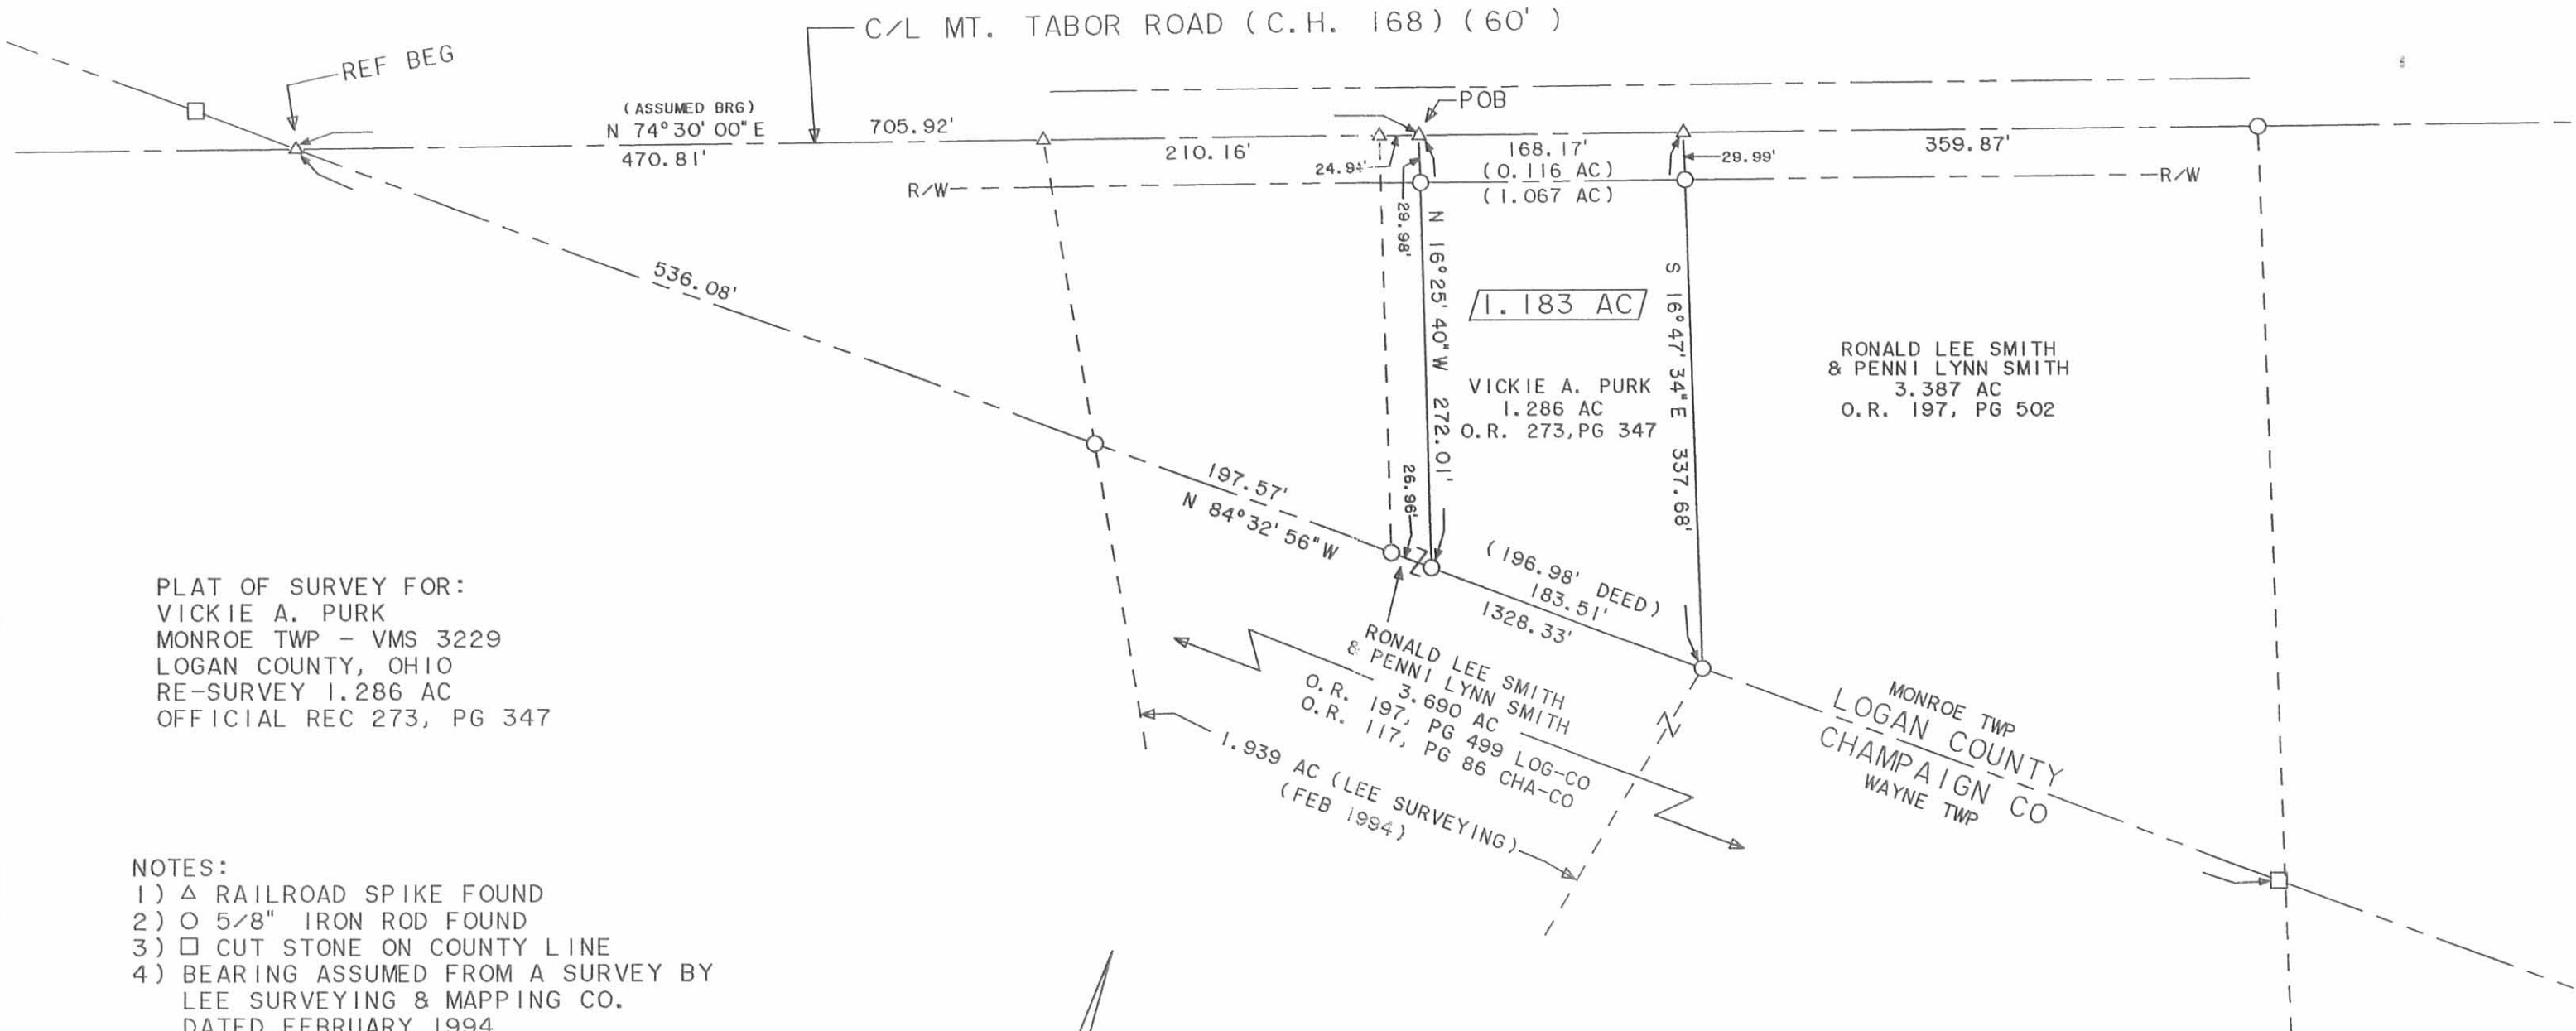 C/L MT. TABOR ROAD (C.H. 168) (60')
REF BEG
(ASSUMED BRG)
N 74°30'00"E
705.92'
470.81'
POB
210.16'
168.17'
(0.116 AC)
(1.067 AC)
29.99'
359.87'
R/W
R/W
29.98'
N 16°25'40"W 272.01'
S 16°47'34"E 337.68'
1.183 AC
VICKIE A. PURK
1.286 AC
O.R. 273,PG 347
RONALD LEE SMITH
& PENNI LYNN SMITH
3.387 AC
O.R. 197, PG 502
536.08'
197.57'
N 84°32'56"W
26.96'
(196.98' DEED)
183.51'
1328.33'
RONALD LEE SMITH
& PENNI LYNN SMITH
3.690 AC
O.R. 197, PG 499 LOG-CO
O.R. 117, PG 86 CHA-CO
1.939 AC (LEE SURVEYING)
(FEB 1994)
MONROE TWP
LOGAN COUNTY
CHAMPAIGN CO
WAYNE TWP
PLAT OF SURVEY FOR:
VICKIE A. PURK
MONROE TWP - VMS 3229
LOGAN COUNTY, OHIO
RE-SURVEY 1.286 AC
OFFICIAL REC 273, PG 347
NOTES:
1) △ RAILROAD SPIKE FOUND
2) O 5/8" IRON ROD FOUND
3) □ CUT STONE ON COUNTY LINE
4) BEARING ASSUMED FROM A SURVEY BY
LEE SURVEYING & MAPPING CO.
DATED FEBRUARY 1994